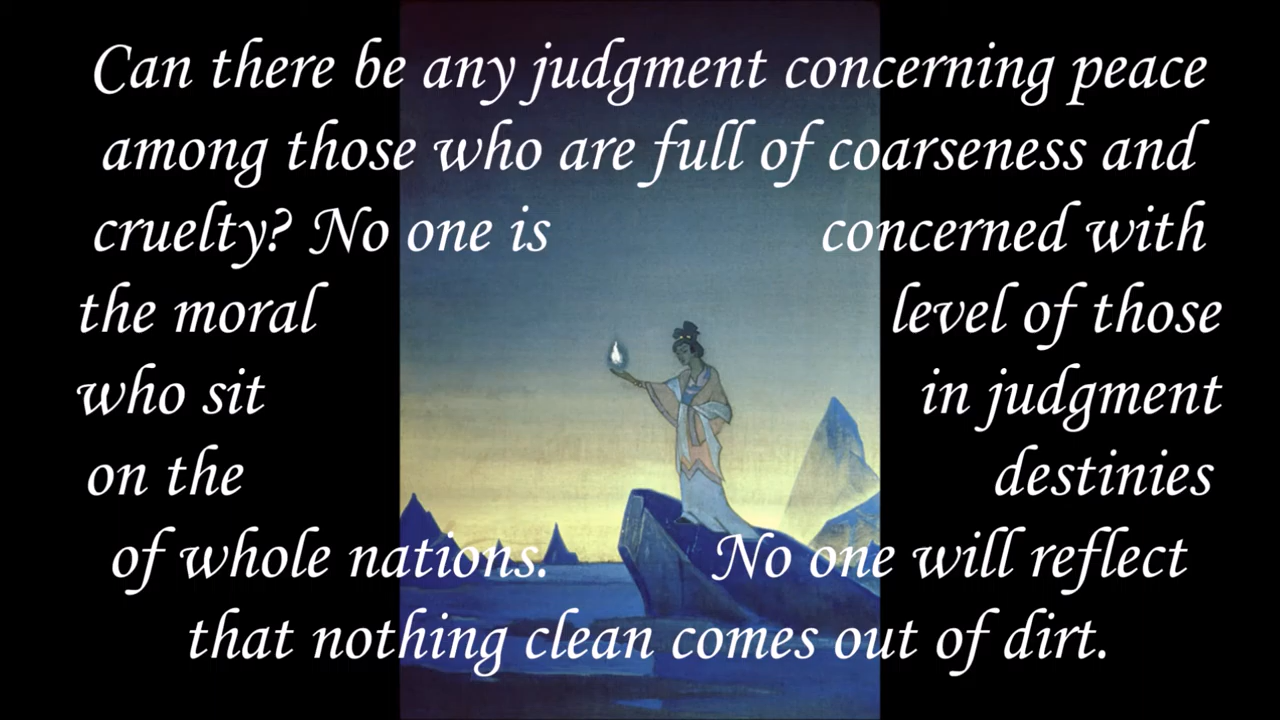 Can there be any judgment concerning peace
among those who are full of coarseness and
cruelty? No one is concerned with
the moral level of those
who sit in judgment
on the destinies
of whole nations. No one will reflect
that nothing clean comes out of dirt.